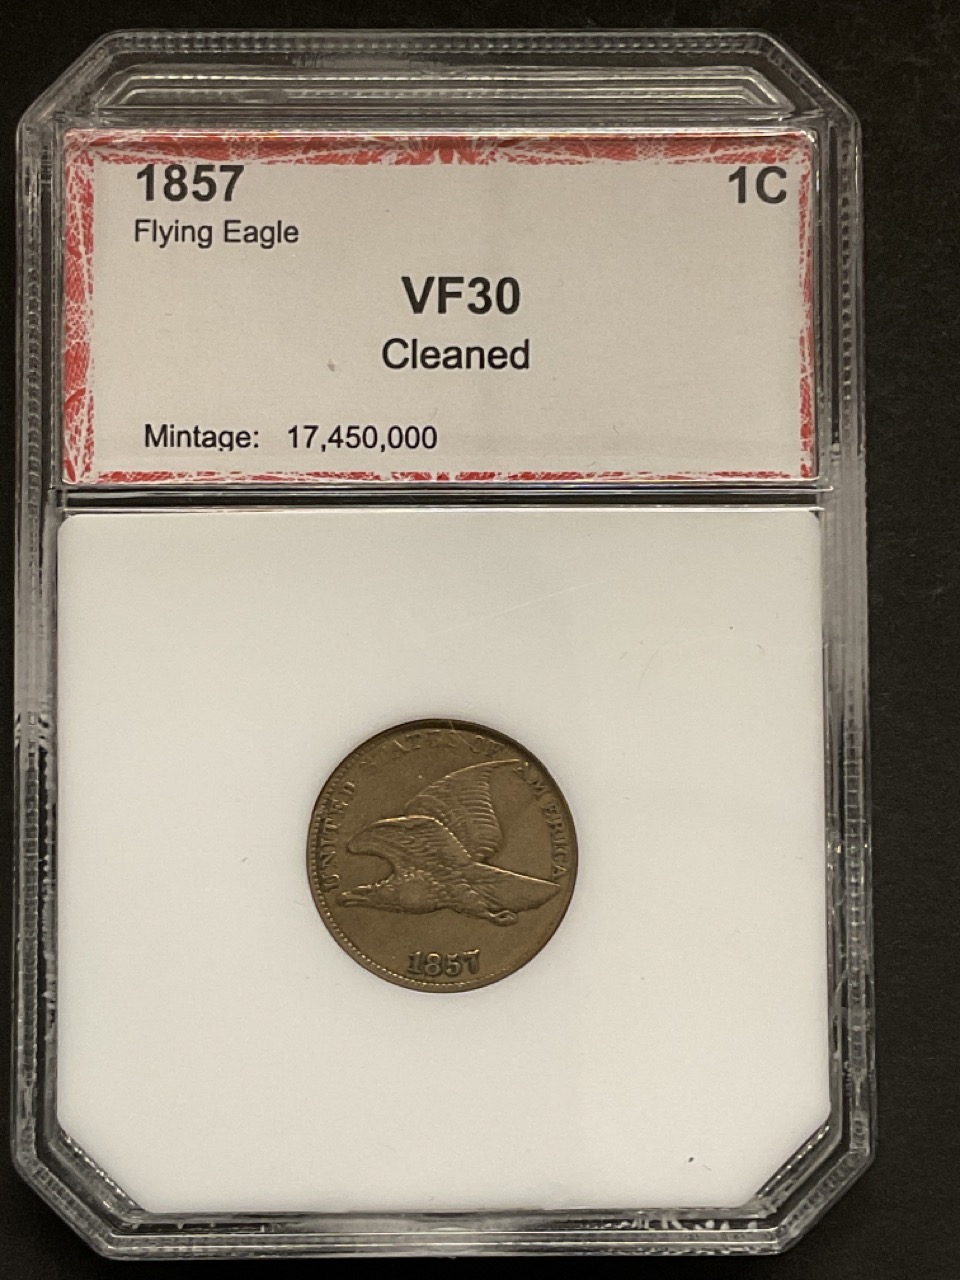 1857 1C
Flying Eagle
VF30
Cleaned
Mintage: 17,450,000
UNITED STATES OF AMERICA
1857